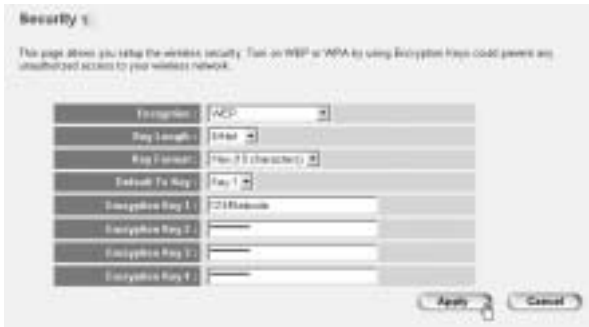 Security
This page allows you setup the wireless security. Turn on WEP or WPA by using Encryption Keys could prevent any
unauthorized access to your wireless network.
Encryption : WEP
Key Length : 64-bit
Key Format : Hex (10 characters)
Default Tx Key : Key 1
Encryption Key 1 :
Encryption Key 2 : **********
Encryption Key 3 : **********
Encryption Key 4 : **********
Apply Cancel